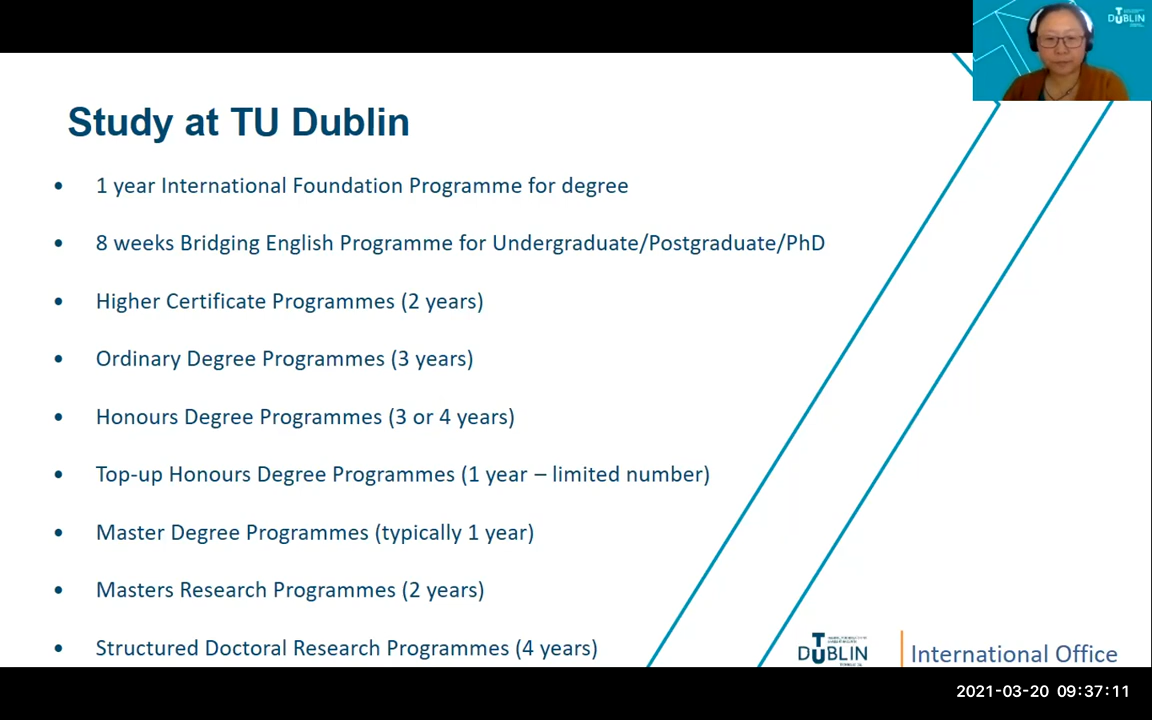 TU
DUBLIN
Study at TU Dublin
• 1 year International Foundation Programme for degree
• 8 weeks Bridging English Programme for Undergraduate/Postgraduate/PhD
• Higher Certificate Programmes (2 years)
• Ordinary Degree Programmes (3 years)
• Honours Degree Programmes (3 or 4 years)
• Top-up Honours Degree Programmes (1 year – limited number)
• Master Degree Programmes (typically 1 year)
• Masters Research Programmes (2 years)
• Structured Doctoral Research Programmes (4 years)
TU
DUBLIN
International Office
2021-03-20 09:37:11